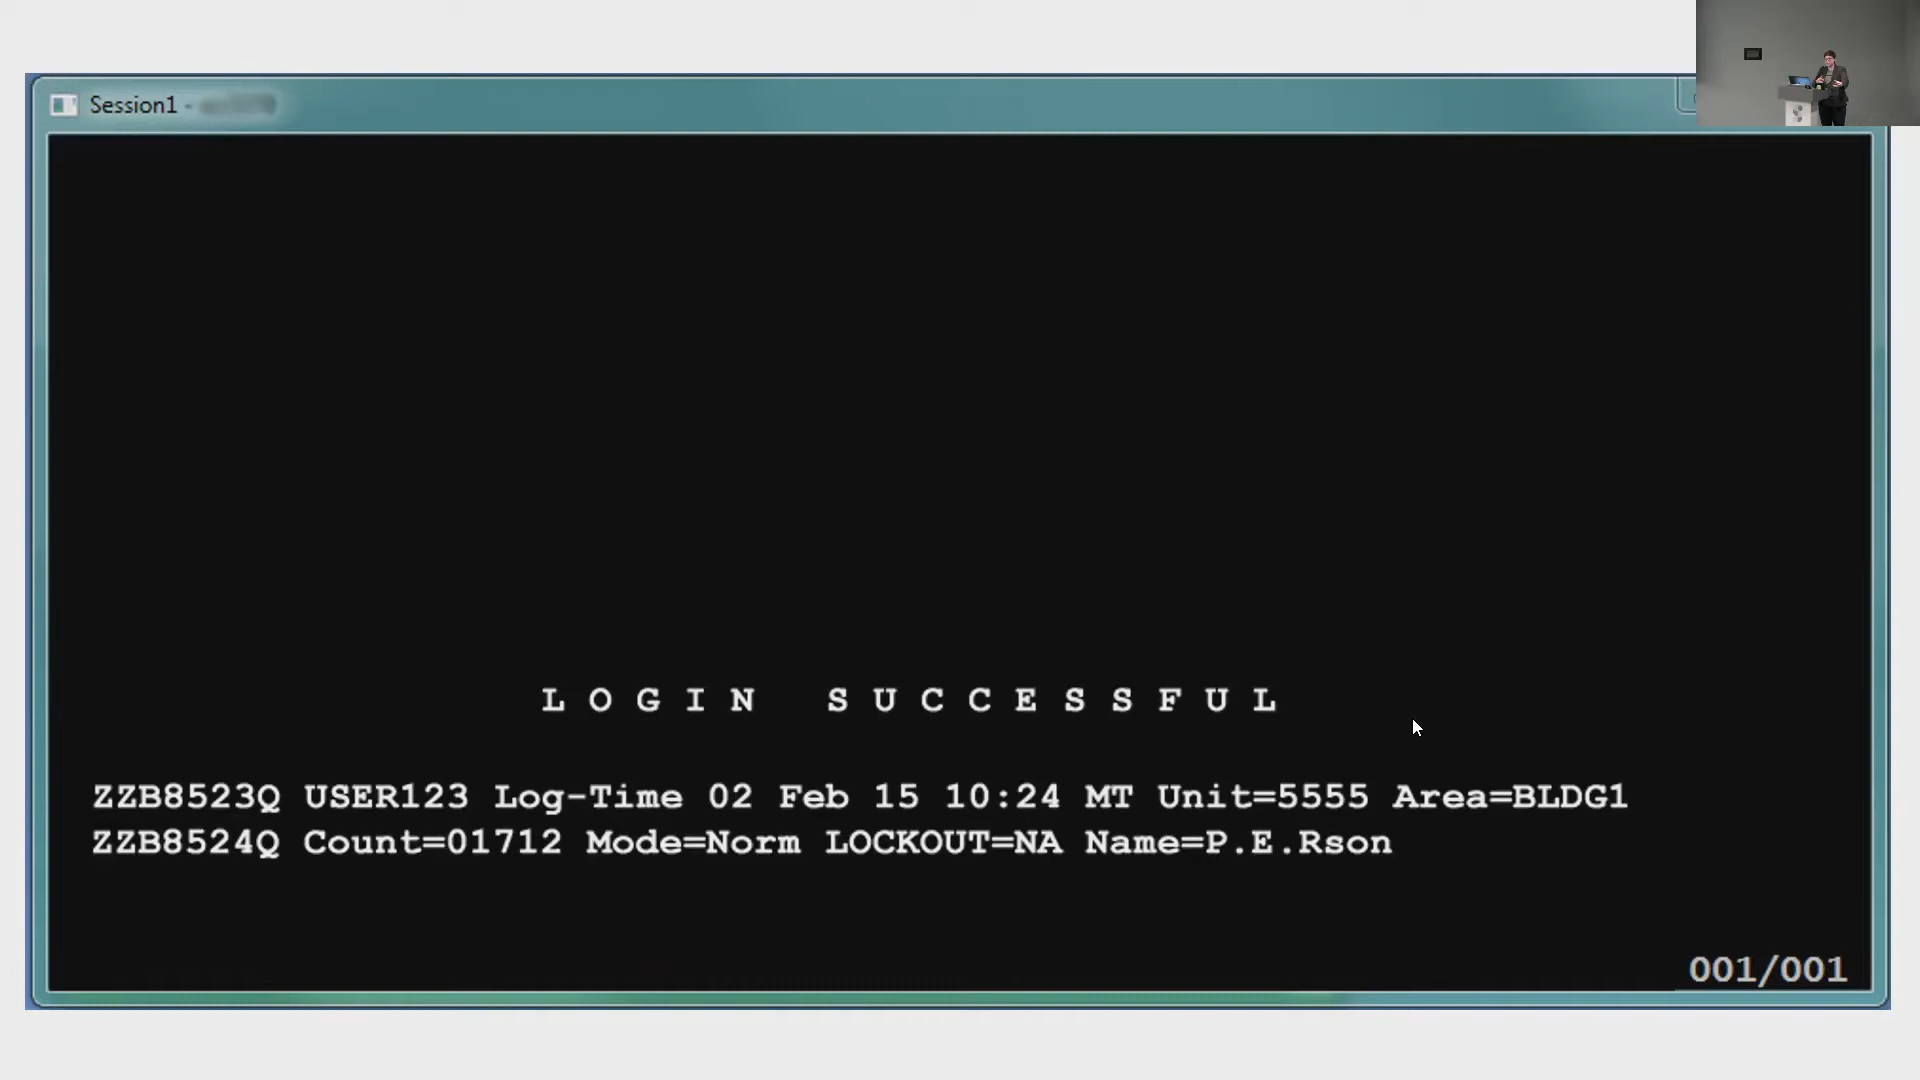 Session1 -
L O G I N   S U C C E S S F U L
ZZB8523Q USER123 Log-Time 02 Feb 15 10:24 MT Unit=5555 Area=BLDG1
ZZB8524Q Count=01712 Mode=Norm LOCKOUT=NA Name=P.E.Rson
001/001